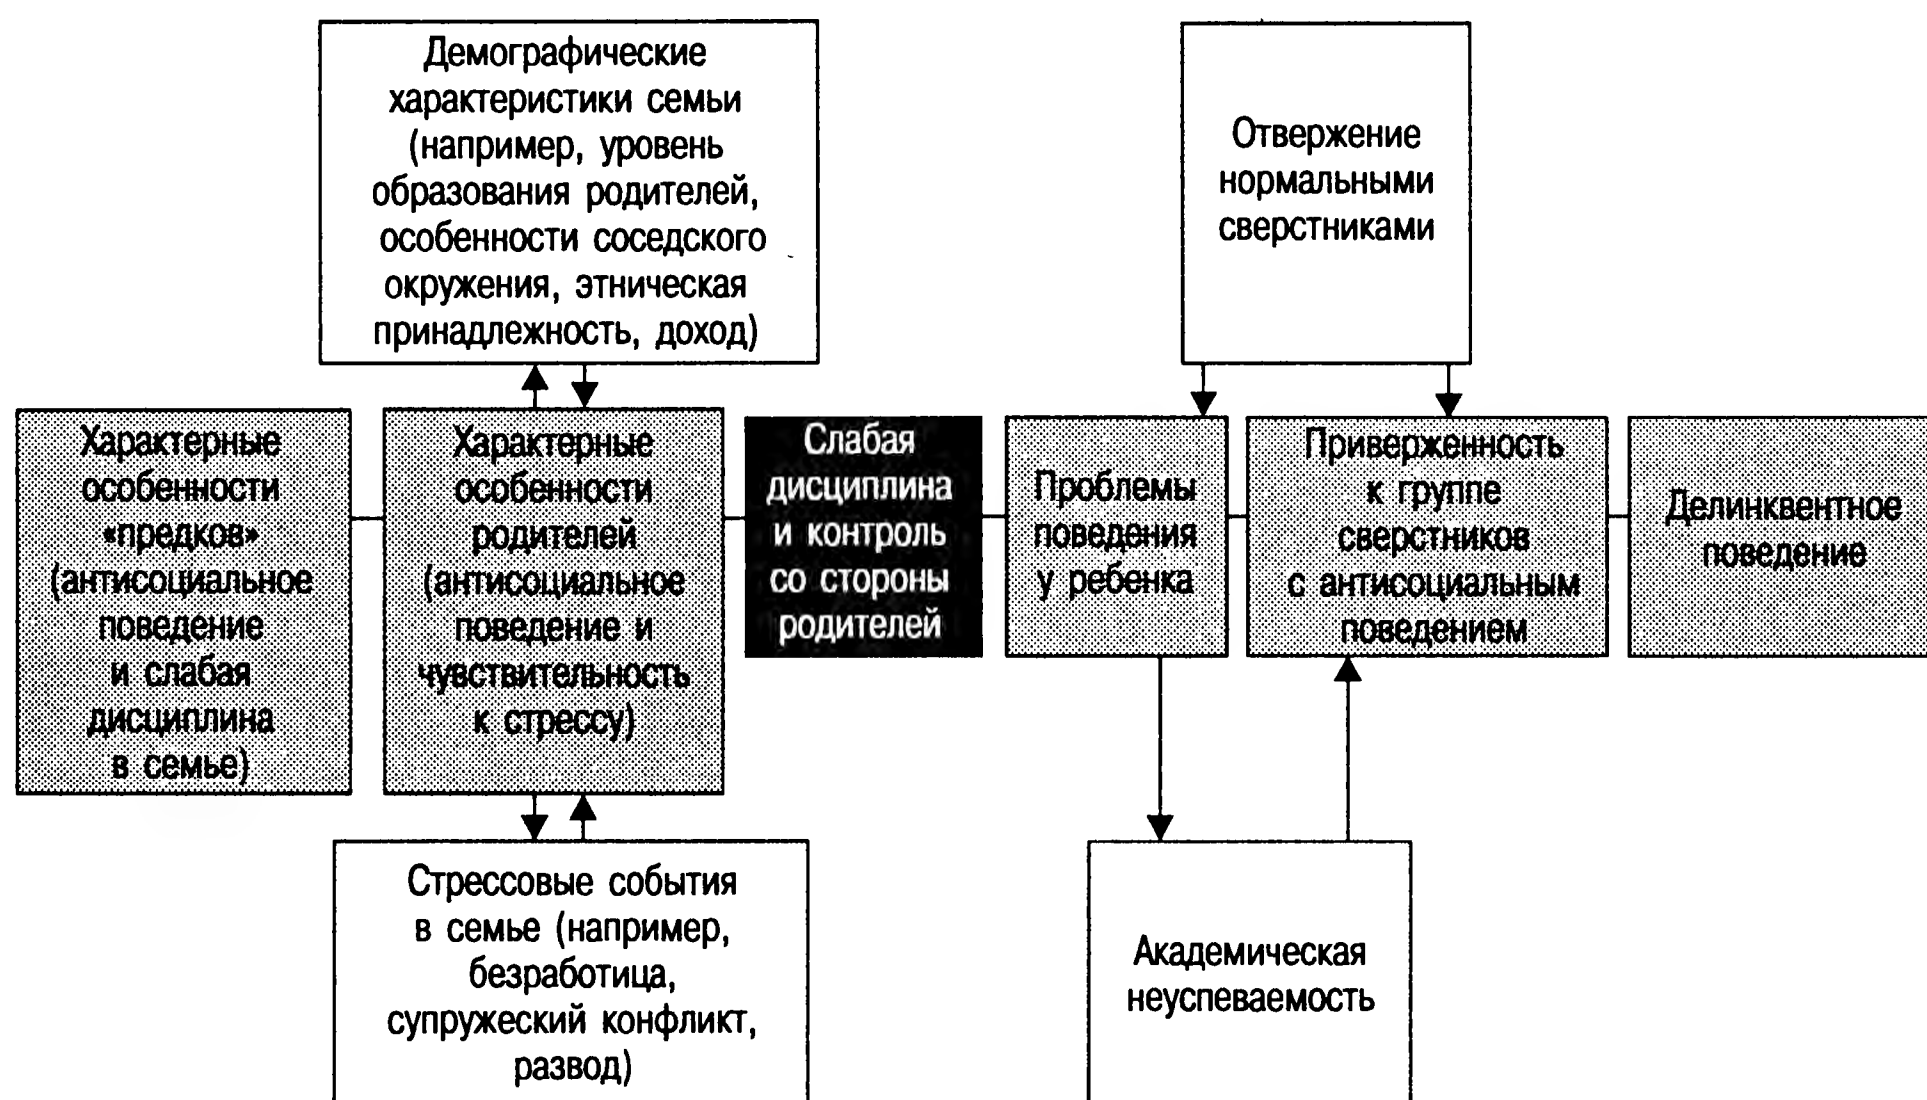 Демографические
характеристики семьи
(например, уровень
образования родителей,
особенности соседского
окружения, этническая
принадлежность, доход)
Отвержение
нормальными
сверстниками
Характерные
особенности
«предков»
(антисоциальное
поведение
и слабая
дисциплина
в семье)
Характерные
особенности
родителей
(антисоциальное
поведение и
чувствительность
к стрессу)
Слабая
дисциплина
и контроль
со стороны
родителей
Проблемы
поведения
у ребенка
Приверженность
к группе
сверстников
с антисоциальным
поведением
Делинквентное
поведение
Стрессовые события
в семье (например,
безработица,
супружеский конфликт,
развод)
Академическая
неуспеваемость